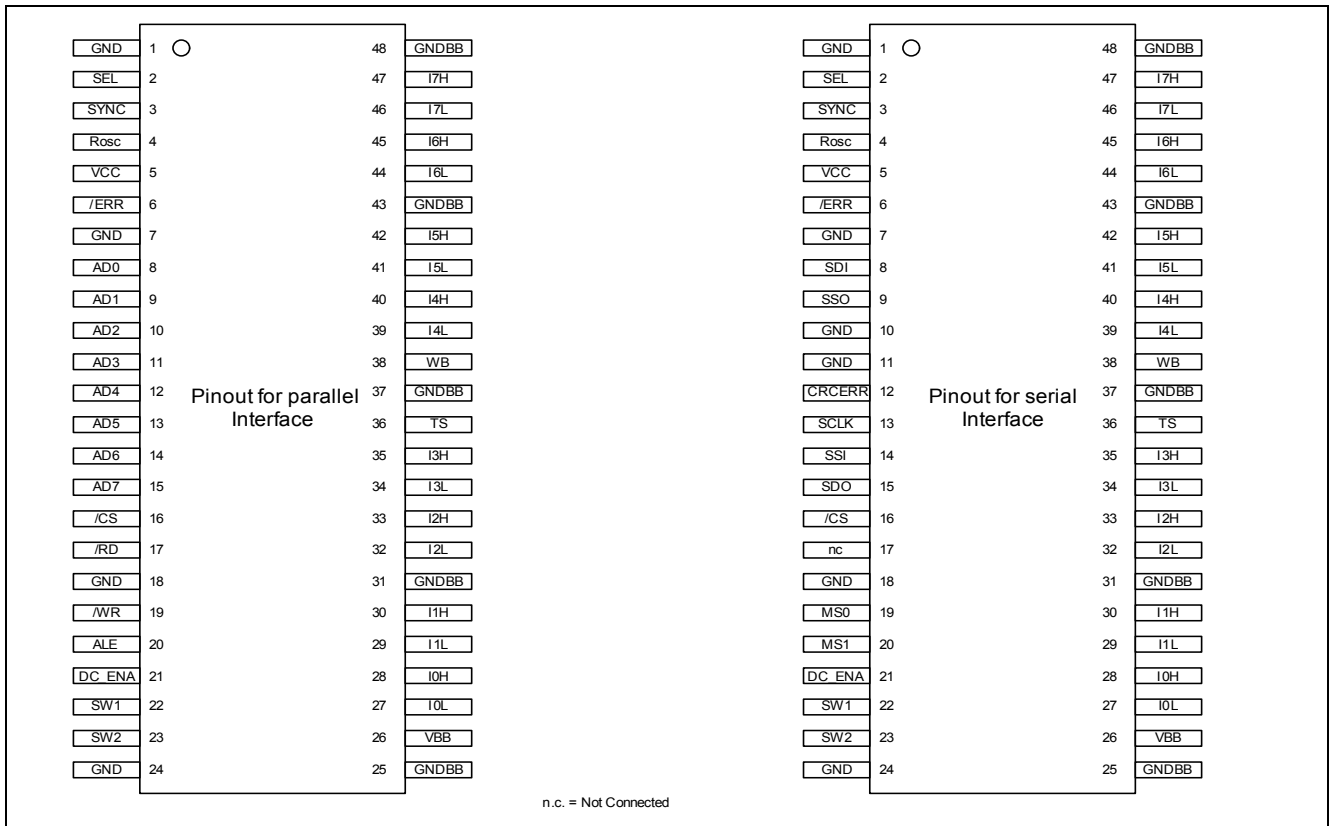 GND 1 48 GNDBB
SEL 2 47 I7H
SYNC 3 46 I7L
Rosc 4 45 I6H
VCC 5 44 I6L
/ERR 6 43 GNDBB
GND 7 42 I5H
AD0 8 41 I5L
AD1 9 40 I4H
AD2 10 39 I4L
AD3 11 38 WB
AD4 12 37 GNDBB
AD5 13 36 TS
AD6 14 35 I3H
AD7 15 34 I3L
/CS 16 33 I2H
/RD 17 32 I2L
GND 18 31 GNDBB
/WR 19 30 I1H
ALE 20 29 I1L
DC_ENA 21 28 I0H
SW1 22 27 I0L
SW2 23 26 VBB
GND 24 25 GNDBB
Pinout for parallel
Interface
GND 1 48 GNDBB
SEL 2 47 I7H
SYNC 3 46 I7L
Rosc 4 45 I6H
VCC 5 44 I6L
/ERR 6 43 GNDBB
GND 7 42 I5H
SDI 8 41 I5L
SSO 9 40 I4H
GND 10 39 I4L
GND 11 38 WB
CRCERR 12 37 GNDBB
SCLK 13 36 TS
SSI 14 35 I3H
SDO 15 34 I3L
/CS 16 33 I2H
nc 17 32 I2L
GND 18 31 GNDBB
MS0 19 30 I1H
MS1 20 29 I1L
DC_ENA 21 28 I0H
SW1 22 27 I0L
SW2 23 26 VBB
GND 24 25 GNDBB
Pinout for serial
Interface
n.c. = Not Connected